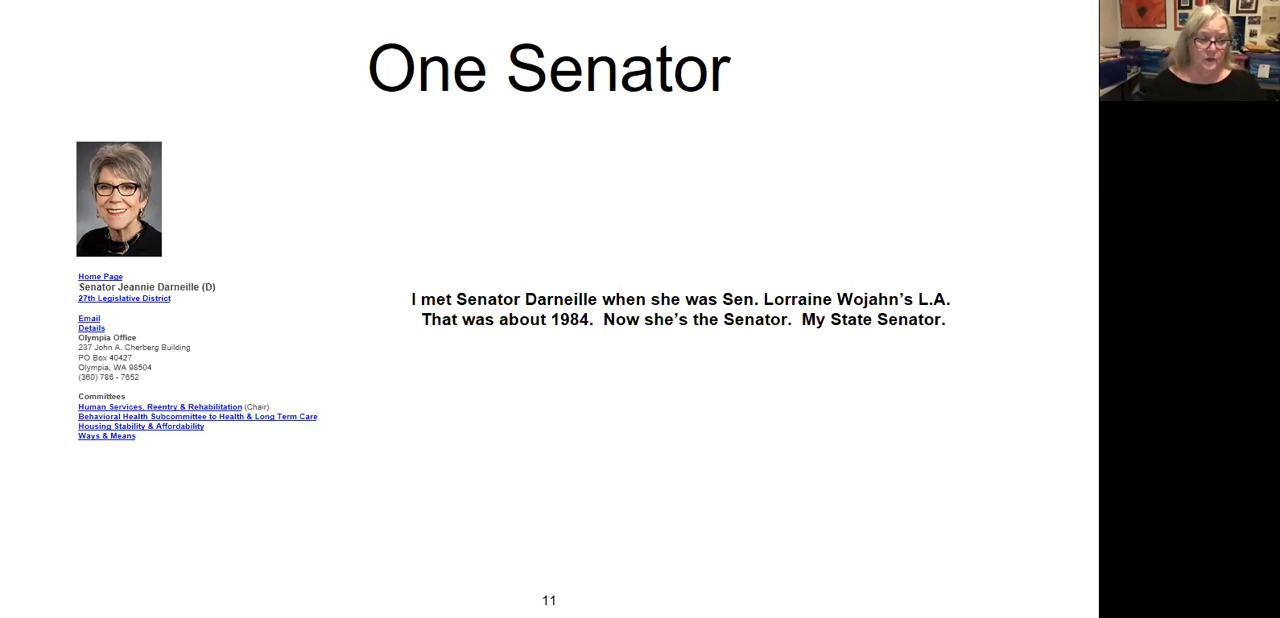 One Senator
Home Page
Senator Jeannie Darneille (D)
27th Legislative District
Email
Details
Olympia Office
237 John A. Cherberg Building
PO Box 40427
Olympia, WA 98504
(360) 786 - 7652
Committees
Human Services, Reentry & Rehabilitation (Chair)
Behavioral Health Subcommittee to Health & Long Term Care
Housing Stability & Affordability
Ways & Means
I met Senator Darneille when she was Sen. Lorraine Wojahn’s L.A.
That was about 1984.  Now she’s the Senator.  My State Senator.
11